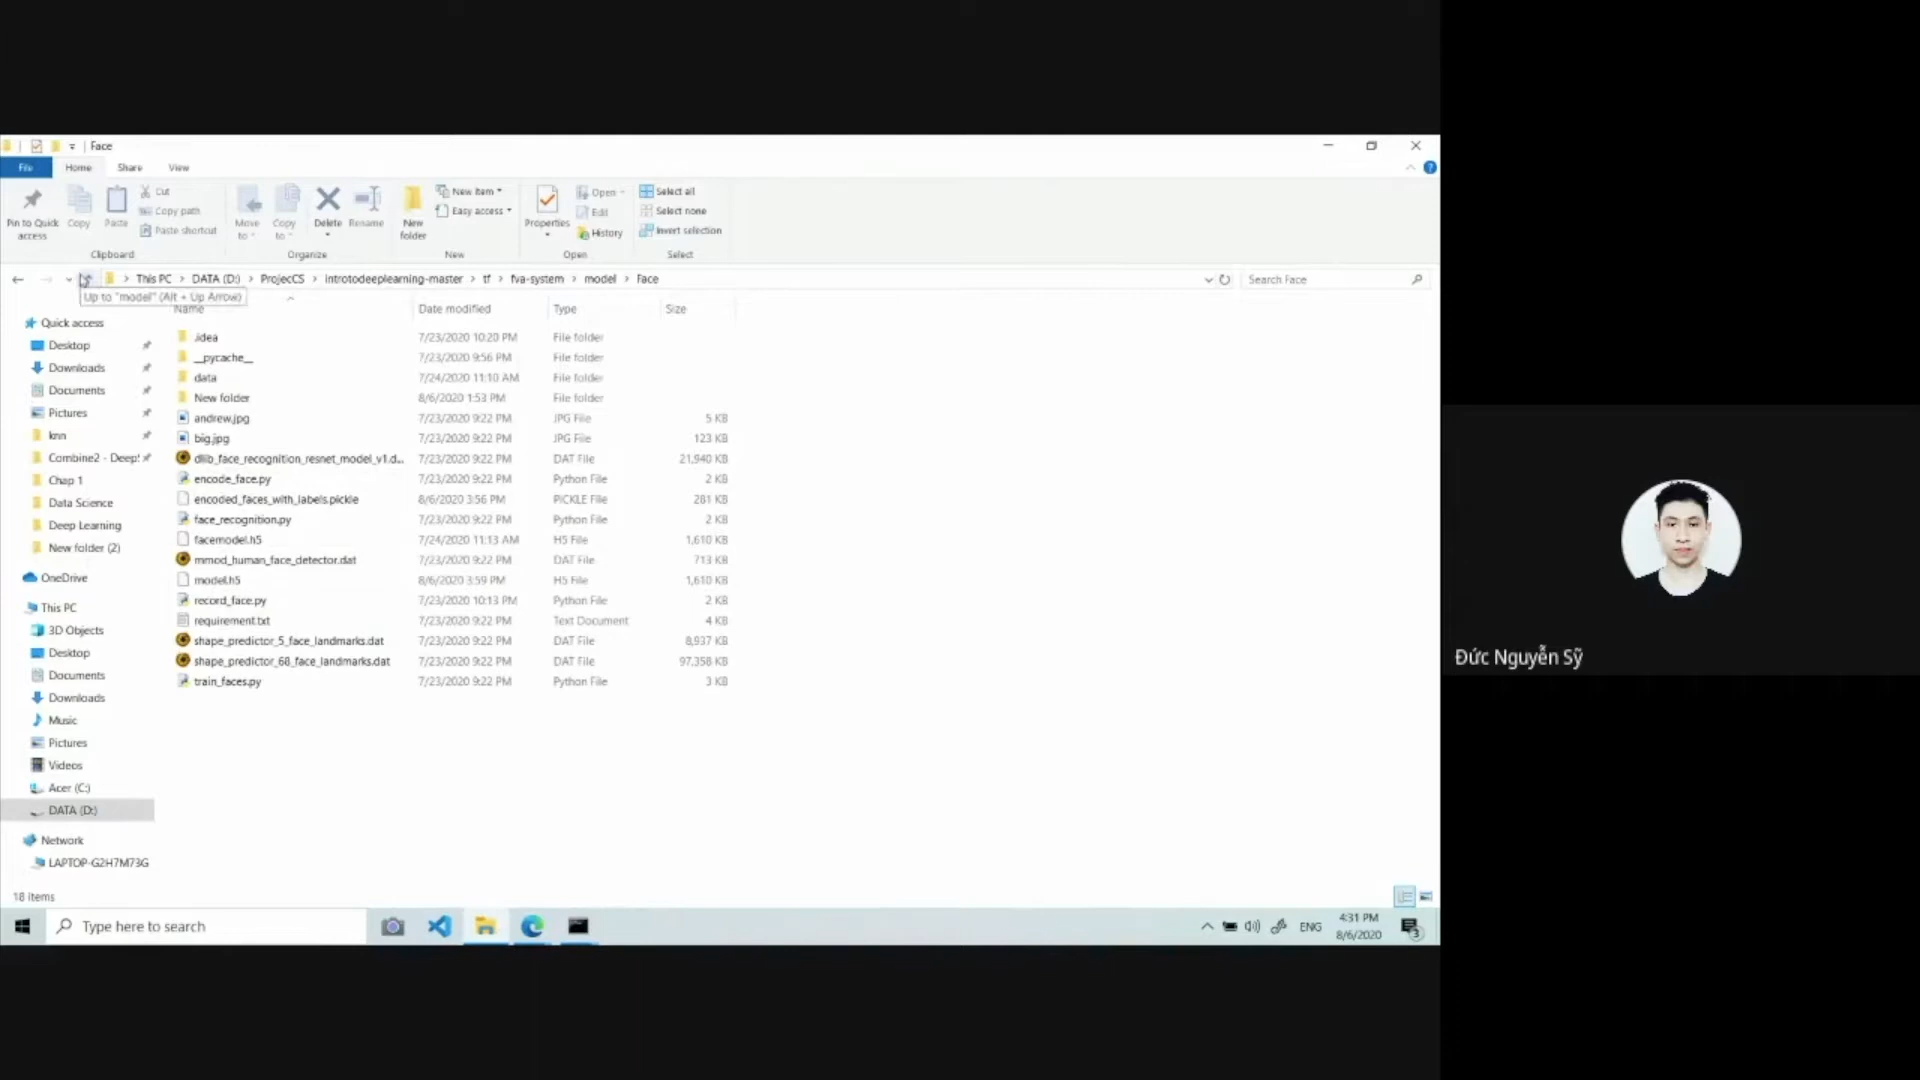 Face
File Home Share View
Pin to Quick access
Copy
Paste
Cut
Copy path
Paste shortcut
Clipboard
Move to
Copy to
Delete
Rename
Organize
New folder
New item
Easy access
New
Properties
Open
Edit
History
Open
Select all
Select none
Invert selection
Select
This PC > DATA (D:) > ProjecCS > introtodeeplearning-master > tf > fva-system > model > Face
Search Face
Up to "model" (Alt + Up Arrow)
Name Date modified Type Size
.idea 7/23/2020 10:20 PM File folder
__pycache__ 7/23/2020 9:56 PM File folder
data 7/24/2020 11:10 AM File folder
New folder 8/6/2020 1:53 PM File folder
andrew.jpg 7/23/2020 9:22 PM JPG File 5 KB
big.jpg 7/23/2020 9:22 PM JPG File 123 KB
dlib_face_recognition_resnet_model_v1.d... 7/23/2020 9:22 PM DAT File 21,940 KB
encode_face.py 7/23/2020 9:22 PM Python File 2 KB
encoded_faces_with_labels.pickle 8/6/2020 3:56 PM PICKLE File 281 KB
face_recognition.py 7/23/2020 9:22 PM Python File 2 KB
facemodel.h5 7/24/2020 11:13 AM H5 File 1,610 KB
mmod_human_face_detector.dat 7/23/2020 9:22 PM DAT File 713 KB
model.h5 8/6/2020 3:59 PM H5 File 1,610 KB
record_face.py 7/23/2020 10:13 PM Python File 2 KB
requirement.txt 7/23/2020 9:22 PM Text Document 4 KB
shape_predictor_5_face_landmarks.dat 7/23/2020 9:22 PM DAT File 8,937 KB
shape_predictor_68_face_landmarks.dat 7/23/2020 9:22 PM DAT File 97,358 KB
train_faces.py 7/23/2020 9:22 PM Python File 3 KB
Quick access
Desktop
Downloads
Documents
Pictures
knn
Combine2 - Deep
Chap 1
Data Science
Deep Learning
New folder (2)
OneDrive
This PC
3D Objects
Desktop
Documents
Downloads
Music
Pictures
Videos
Acer (C:)
DATA (D:)
Network
LAPTOP-G2H7M73G
18 items
Type here to search
ENG
4:31 PM
8/6/2020
3
Đức Nguyễn Sỹ